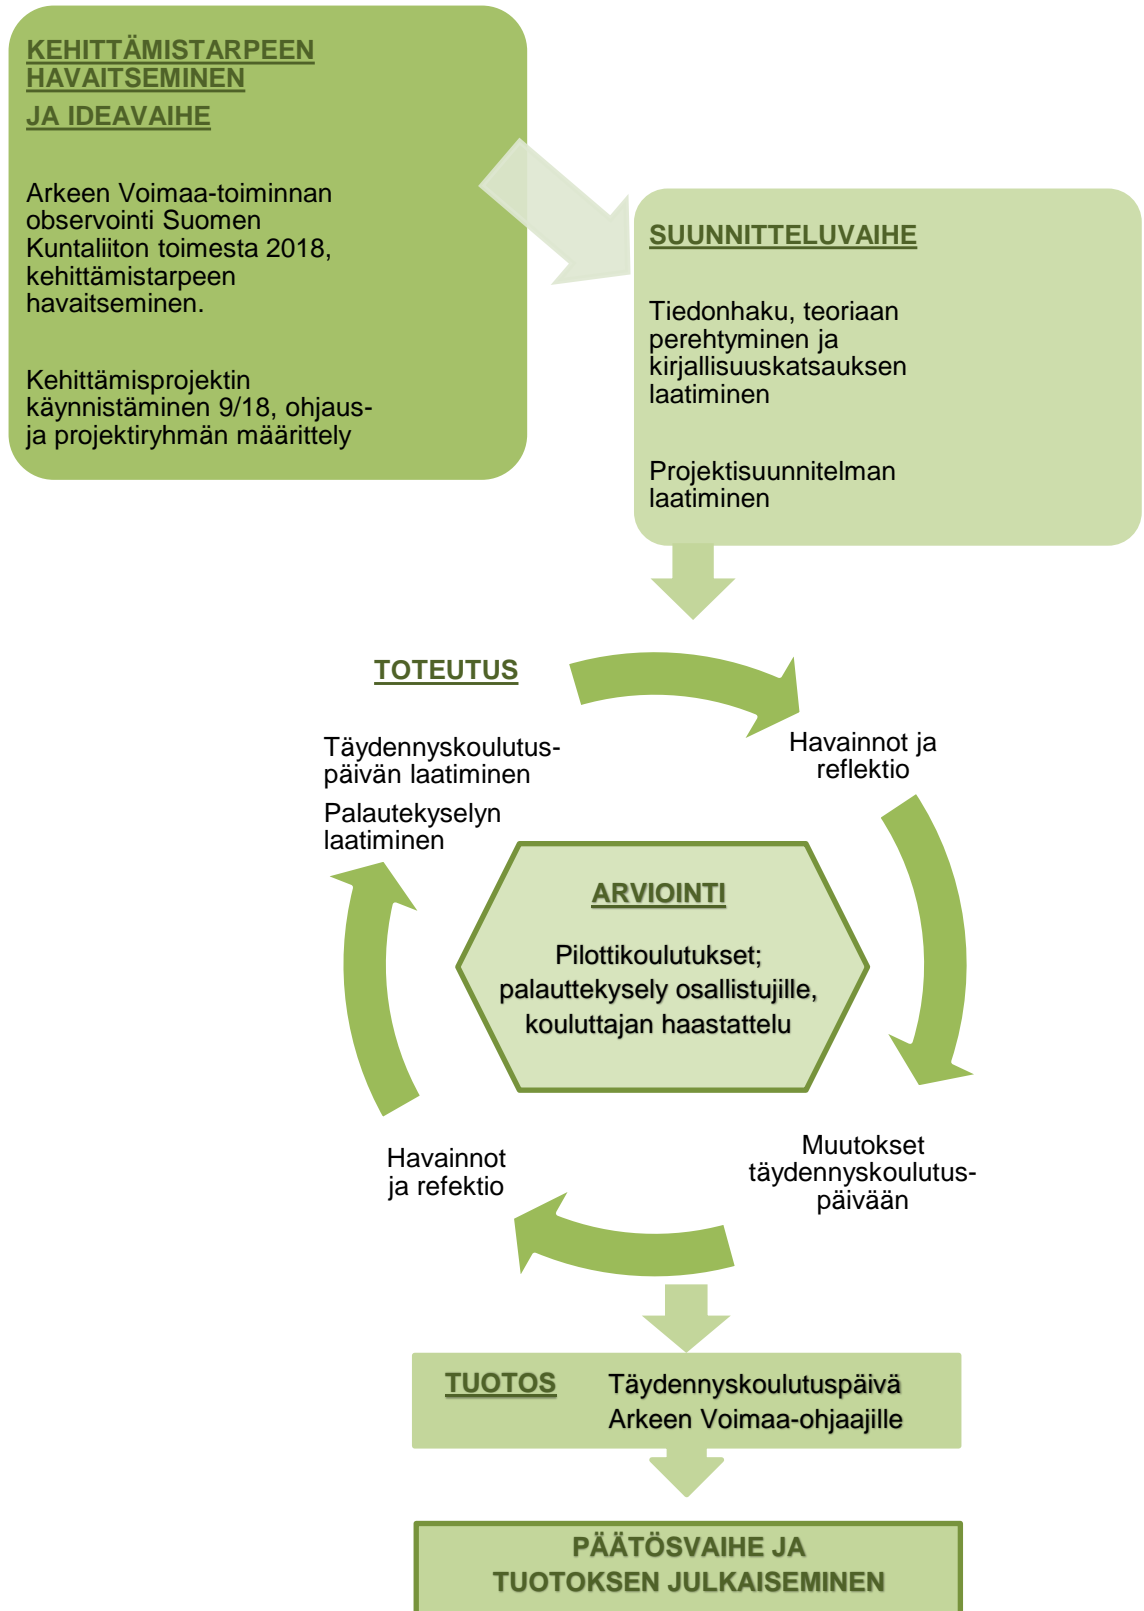 KEHITTÄMISTARPEEN
HAVAITSEMINEN
JA IDEAVAIHE
Arkeen Voimaa-toiminnan
observointi Suomen
Kuntaliiton toimesta 2018,
kehittämistarpeen
havaitseminen.
Kehittämisprojektin
käynnistäminen 9/18, ohjaus-
ja projektiryhmän määrittely
SUUNNITTELUVAIHE
Tiedonhaku, teoriaan
perehtyminen ja
kirjallisuuskatsauksen
laatiminen
Projektisuunnitelman
laatiminen
TOTEUTUS
Täydennyskoulutus-
päivän laatiminen
Palautekyselyn
laatiminen
Havainnot ja
reflektio
ARVIOINTI
Pilottikoulutukset;
palauttekysely osallistujille,
kouluttajan haastattelu
Muutokset
täydennyskoulutus-
päivään
Havainnot
ja refektio
TUOTOS Täydennyskoulutuspäivä
Arkeen Voimaa-ohjaajille
PÄÄTÖSVAIHE JA
TUOTOKSEN JULKAISEMINEN